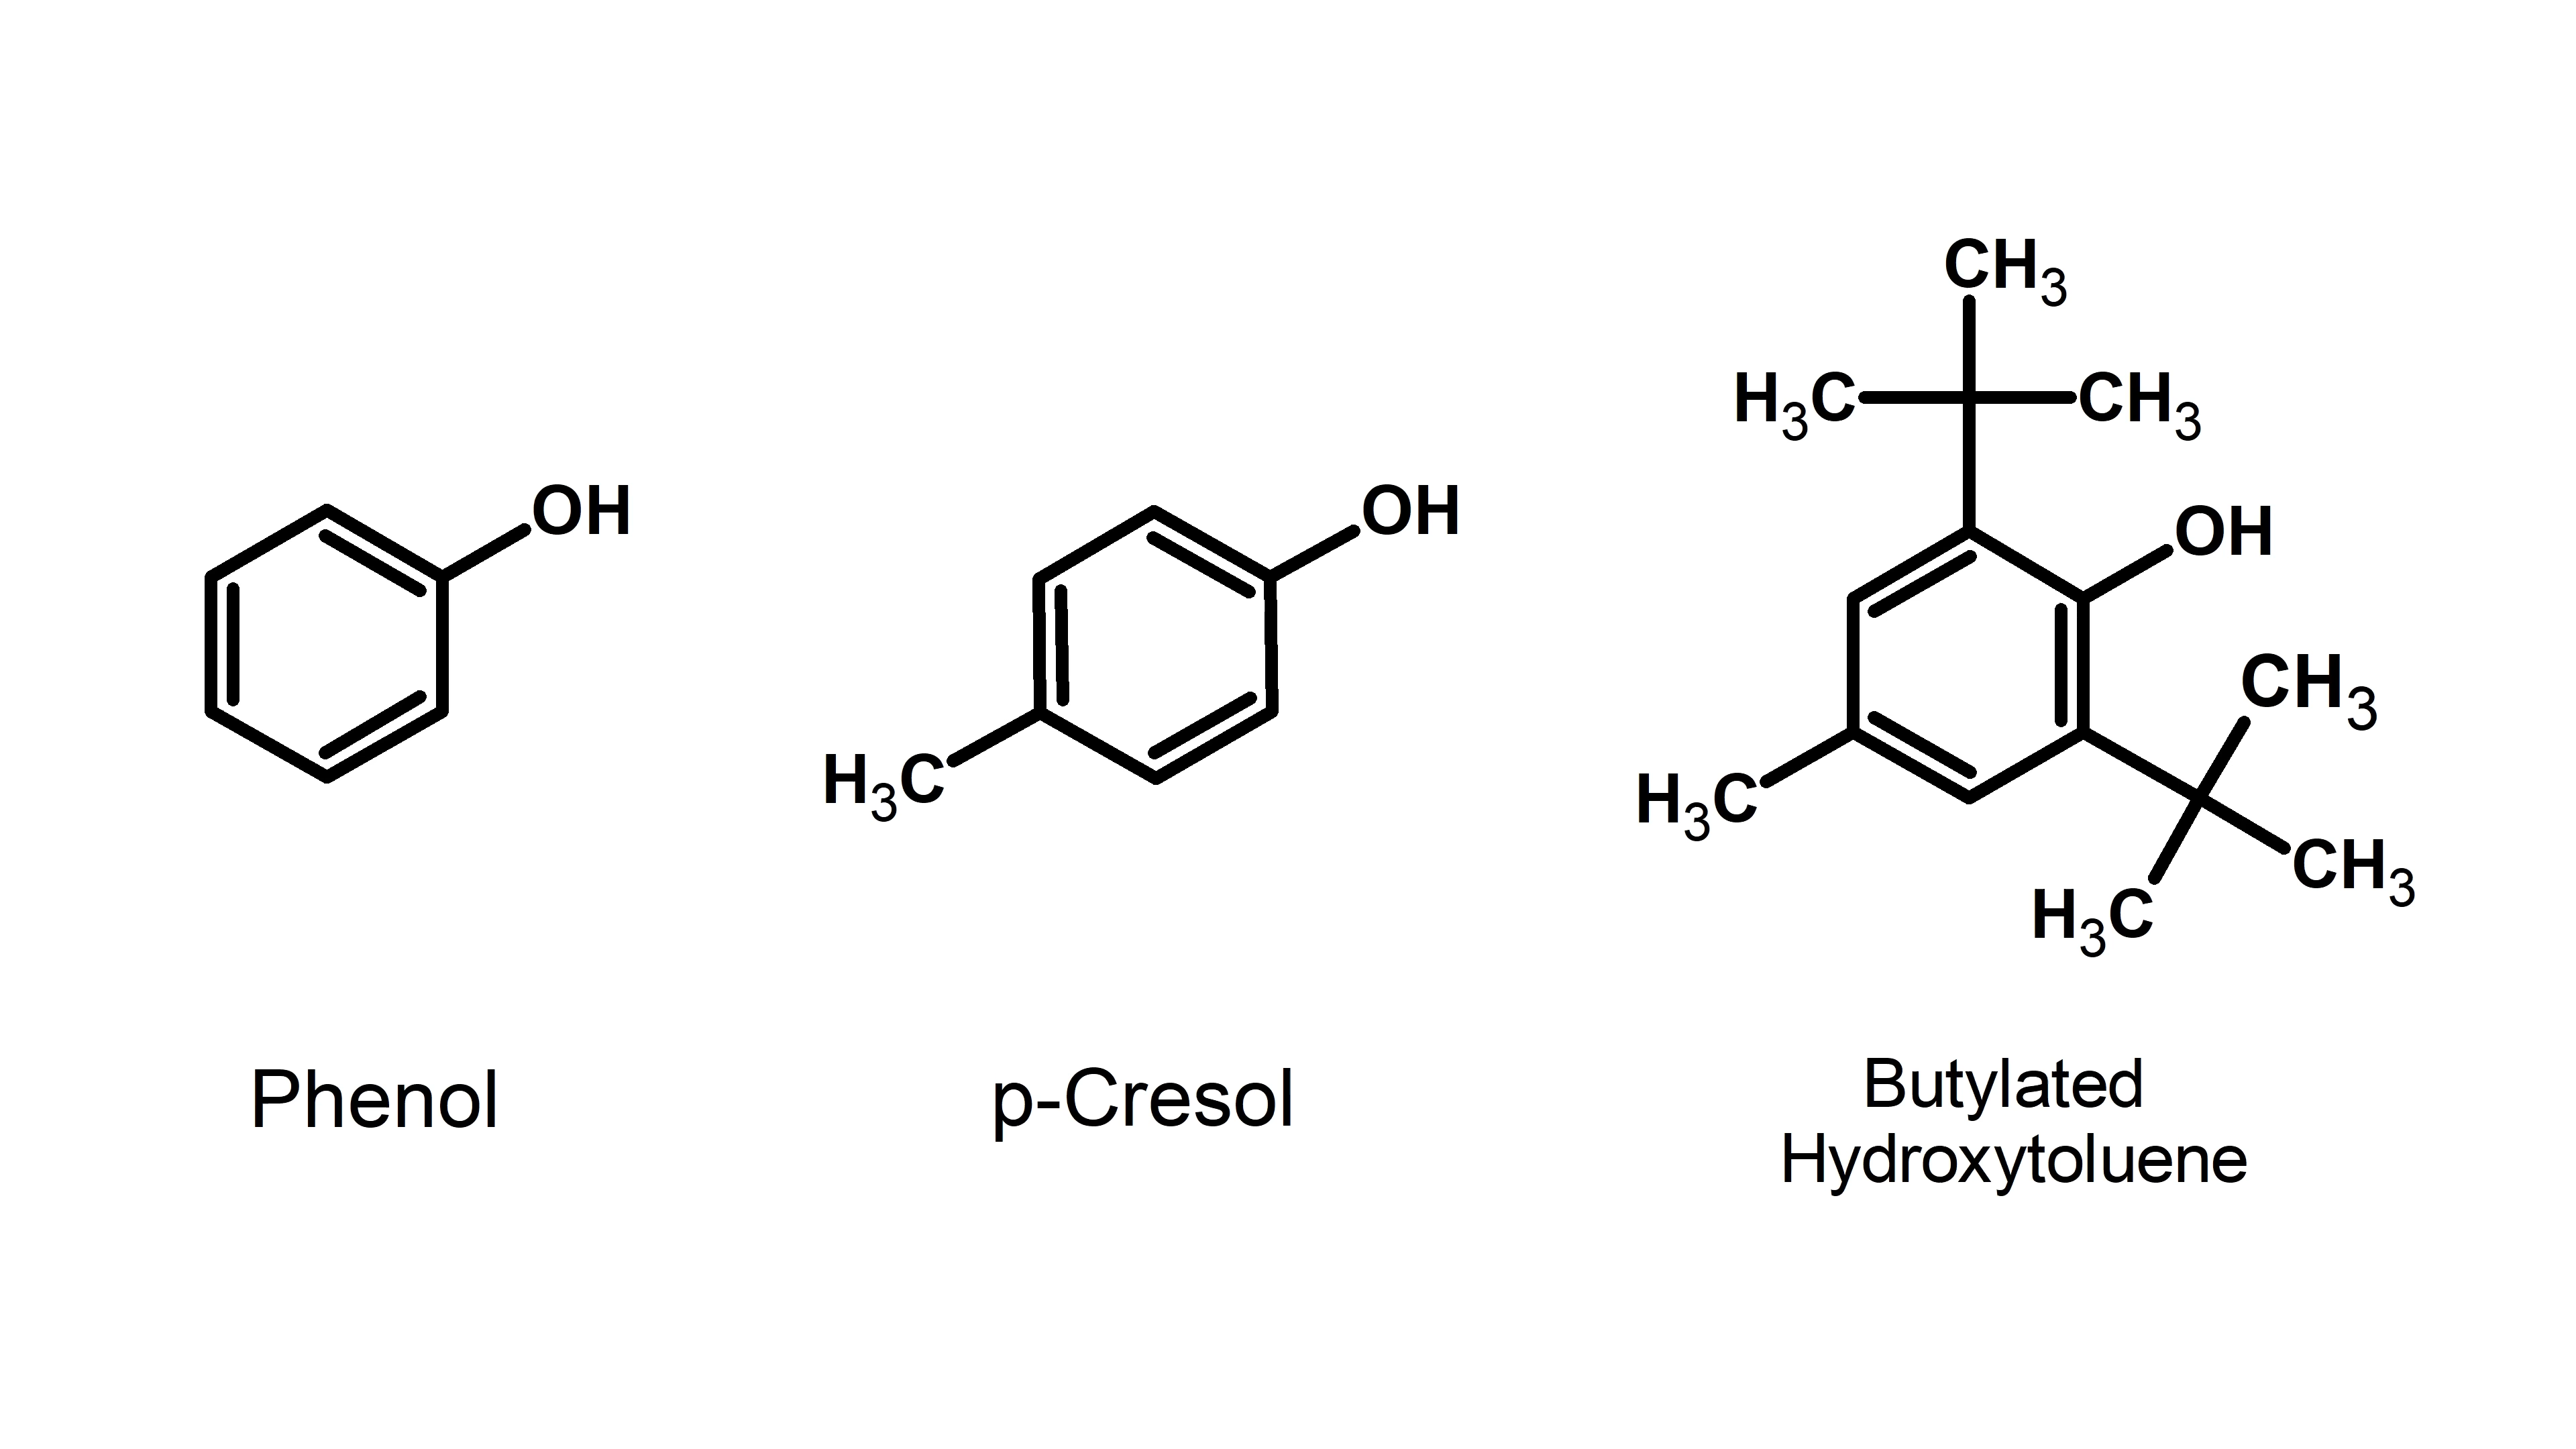 OH
Phenol
OH
H3C
p-Cresol
CH3
H3C
CH3
OH
CH3
H3C
CH3
H3C
Butylated
Hydroxytoluene